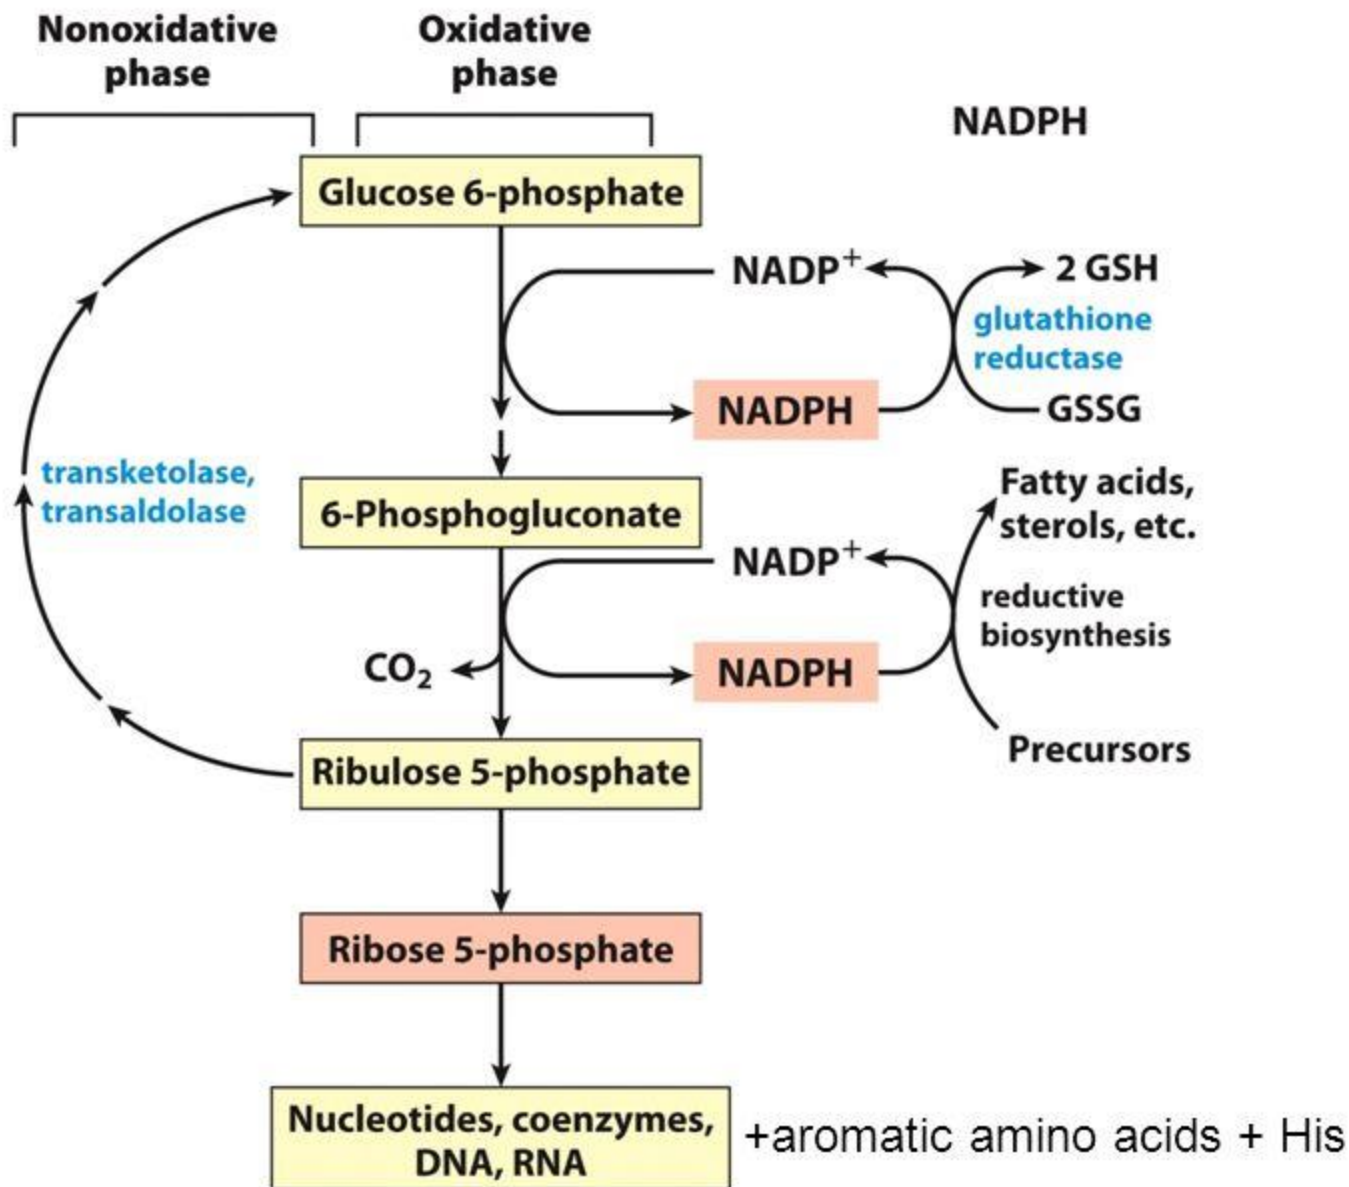 Nonoxidative
phase
Oxidative
phase
NADPH
Glucose 6-phosphate
NADP+
2 GSH
glutathione
reductase
NADPH
GSSG
transketolase,
transaldolase
6-Phosphogluconate
Fatty acids,
sterols, etc.
NADP+
reductive
biosynthesis
CO2
NADPH
Precursors
Ribulose 5-phosphate
Ribose 5-phosphate
Nucleotides, coenzymes,
DNA, RNA
+aromatic amino acids + His